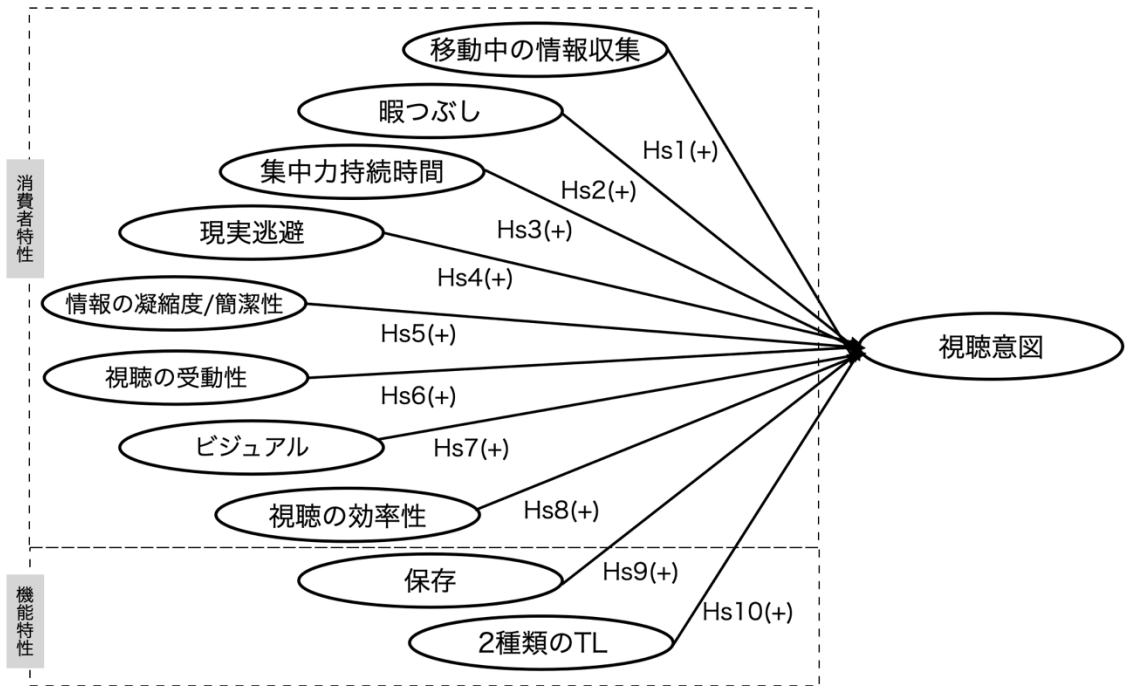 移動中の情報収集
暇つぶし
Hs1(+)
集中力持続時間
Hs2(+)
消費者特性
現実逃避
Hs3(+)
Hs4(+)
情報の凝縮度/簡潔性
Hs5(+)
視聴意図
視聴の受動性
Hs6(+)
ビジュアル
Hs7(+)
視聴の効率性
Hs8(+)
保存
Hs9(+)
機能特性
Hs10(+)
2種類のTL